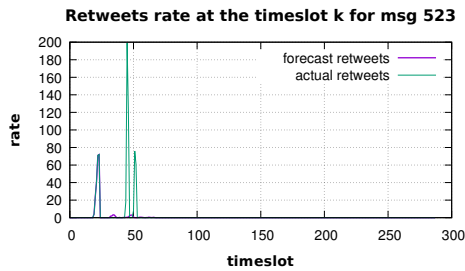 Retweets rate at the timeslot k for msg 523
200
180
160
140
120
100
80
60
40
20
0
rate
forecast retweets
actual retweets
0 50 100 150 200 250 300
timeslot